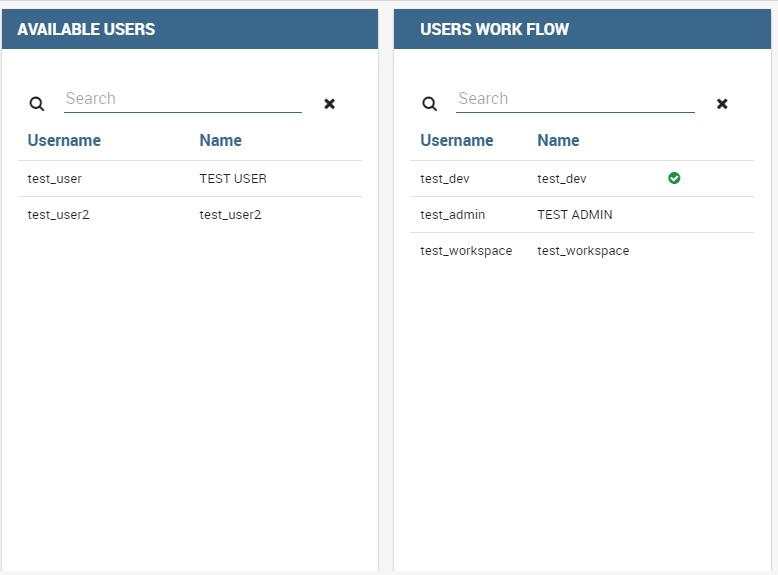 AVAILABLE USERS
Search
Username Name
test_user TEST USER
test_user2 test_user2
USERS WORK FLOW
Search
Username Name
test_dev test_dev
test_admin TEST ADMIN
test_workspace test_workspace